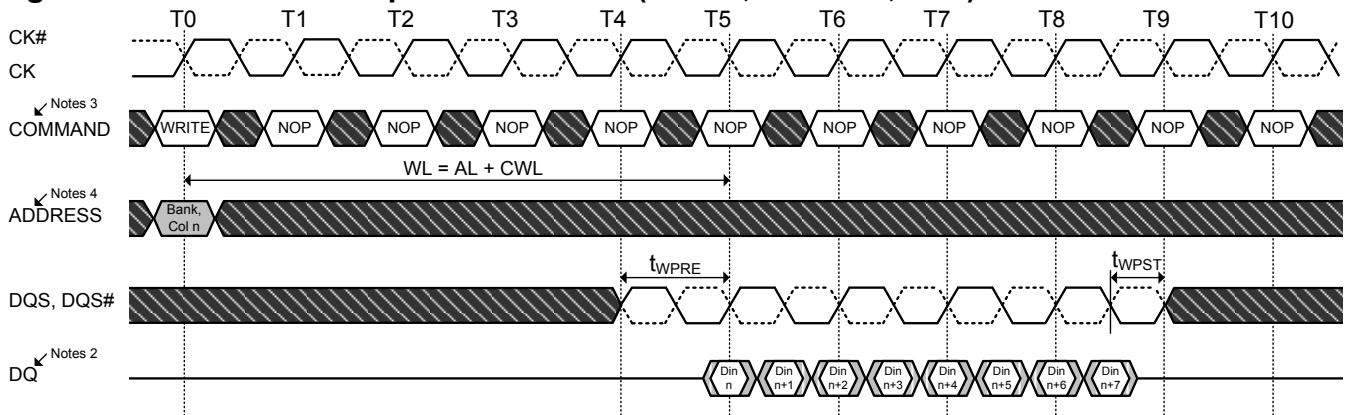 T0 T1 T2 T3 T4 T5 T6 T7 T8 T9 T10
CK#
CK
Notes 3
COMMAND WRITE NOP NOP NOP NOP NOP NOP NOP NOP NOP NOP
WL = AL + CWL
Notes 4
ADDRESS
Bank,
Col n
tWPRE tWPST
DQS, DQS#
Notes 2
DQ
Din Din Din Din Din Din Din Din
n n+1 n+2 n+3 n+4 n+5 n+6 n+7